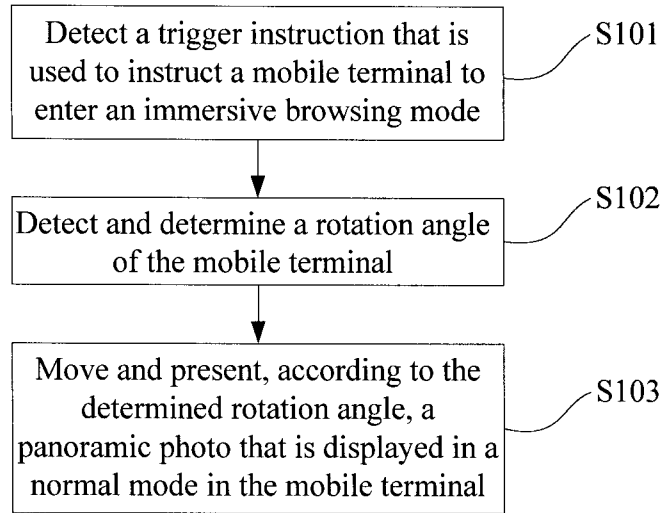 Detect a trigger instruction that is
used to instruct a mobile terminal to
enter an immersive browsing mode
S101
Detect and determine a rotation angle
of the mobile terminal
S102
Move and present, according to the
determined rotation angle, a
panoramic photo that is displayed in a
normal mode in the mobile terminal
S103